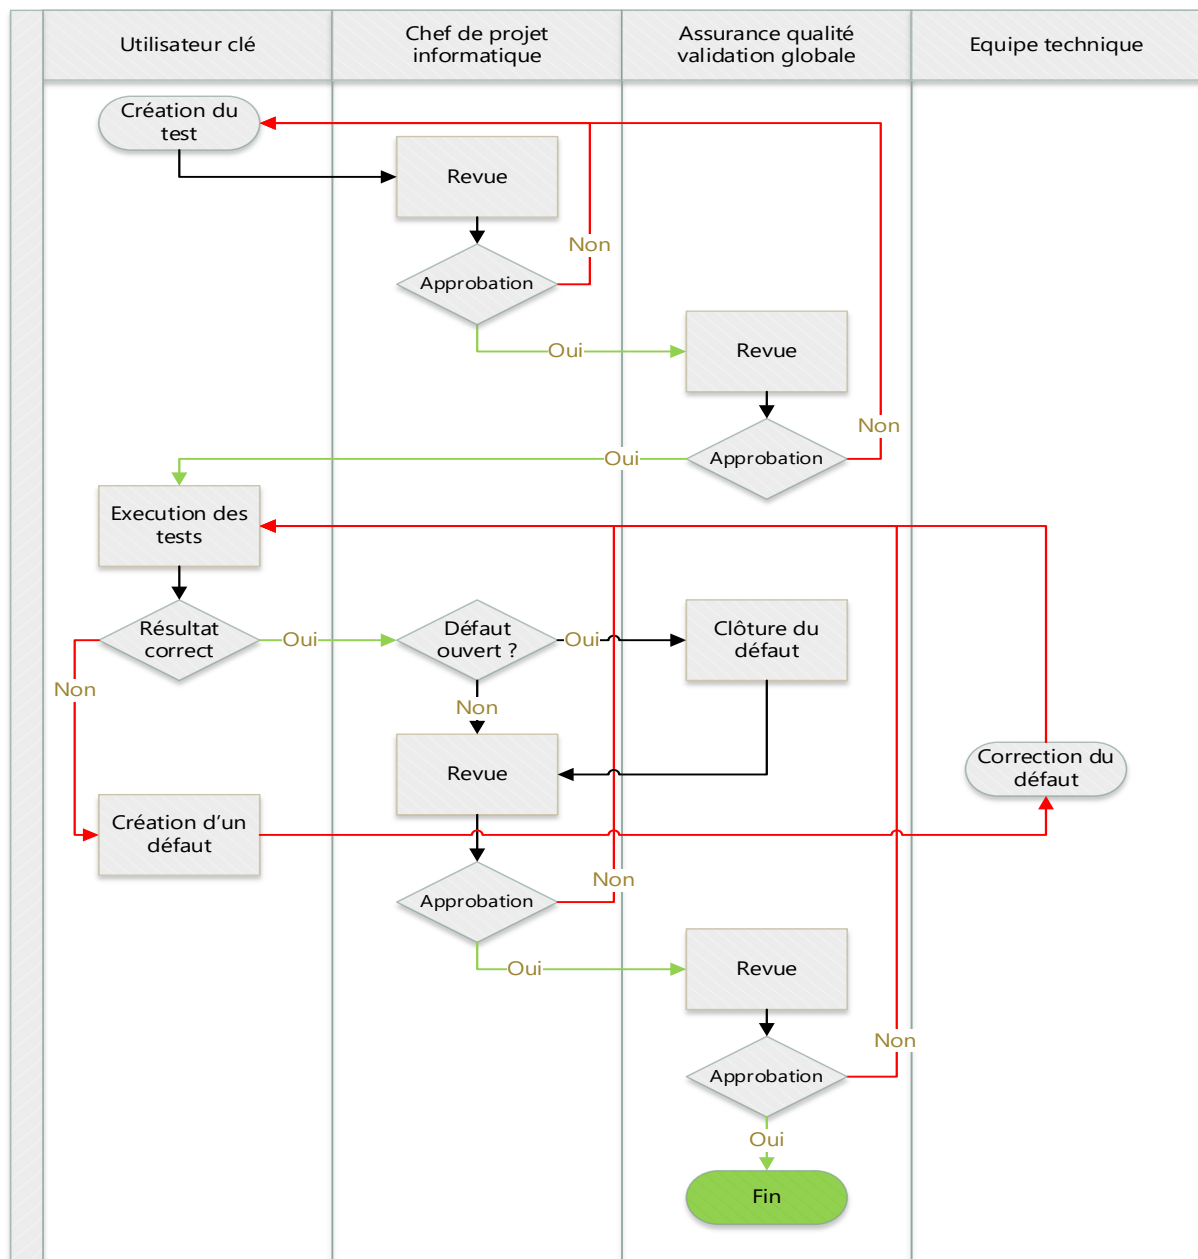 Utilisateur clé
Chef de projet
informatique
Assurance qualité
validation globale
Equipe technique
Création du
test
Revue
Non
Approbation
Oui
Revue
Non
Approbation
Oui
Execution des
tests
Résultat
correct
Oui
Défaut
ouvert ?
Oui
Clôture du
défaut
Non
Non
Revue
Correction du
défaut
Création d’un
défaut
Approbation
Non
Oui
Revue
Non
Approbation
Oui
Fin